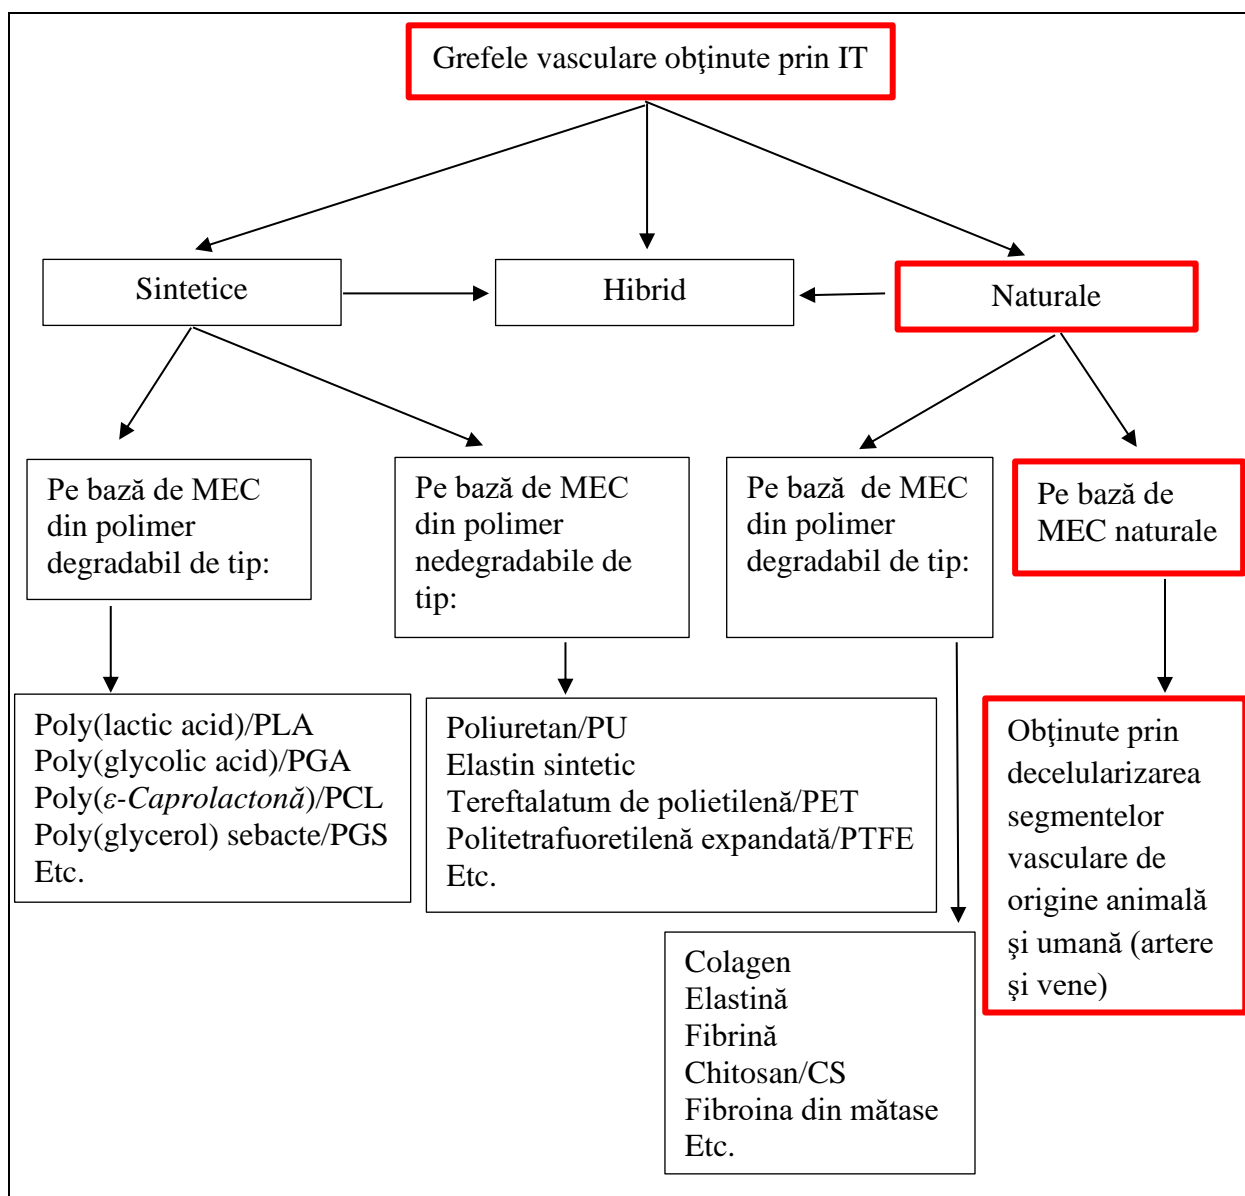 Grefele vasculare obţinute prin IT
Sintetice
Hibrid
Naturale
Pe bază de MEC
din polimer
degradabil de tip:
Pe bază de MEC
din polimer
nedegradabile de
tip:
Pe bază  de MEC
din polimer
degradabil de tip:
Pe bază de
MEC naturale
Poly(lactic acid)/PLA
Poly(glycolic acid)/PGA
Poly(ε-Caprolactonă)/PCL
Poly(glycerol) sebacte/PGS
Etc.
Poliuretan/PU
Elastin sintetic
Tereftalatum de polietilenă/PET
Politetrafuoretilenă expandată/PTFE
Etc.
Obţinute prin
decelularizarea
segmentelor
vasculare de
origine animală
şi umană (artere
şi vene)
Colagen
Elastină
Fibrină
Chitosan/CS
Fibroina din mătase
Etc.